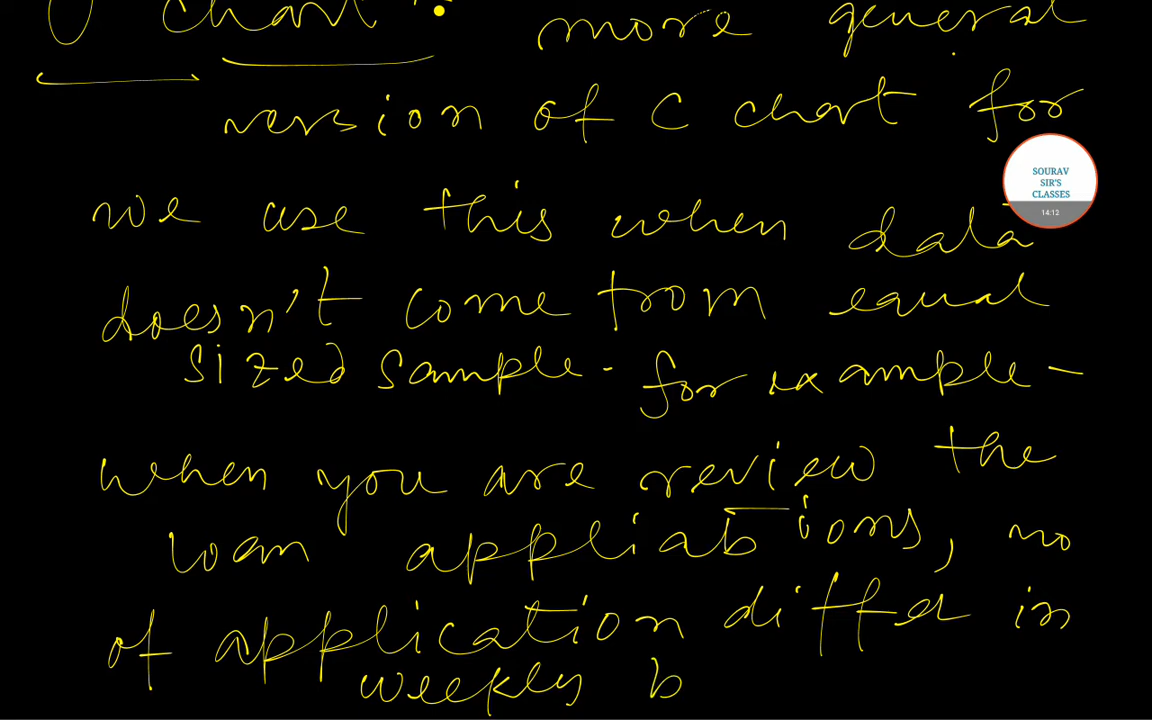 U chart : more general
version of C chart for
we use this when data
doesn't come from equal
sized sample. for example -
when you are review the
loan appliations, no
of application differ in
weekly b
SOURAV
SIR'S
CLASSES
14:12